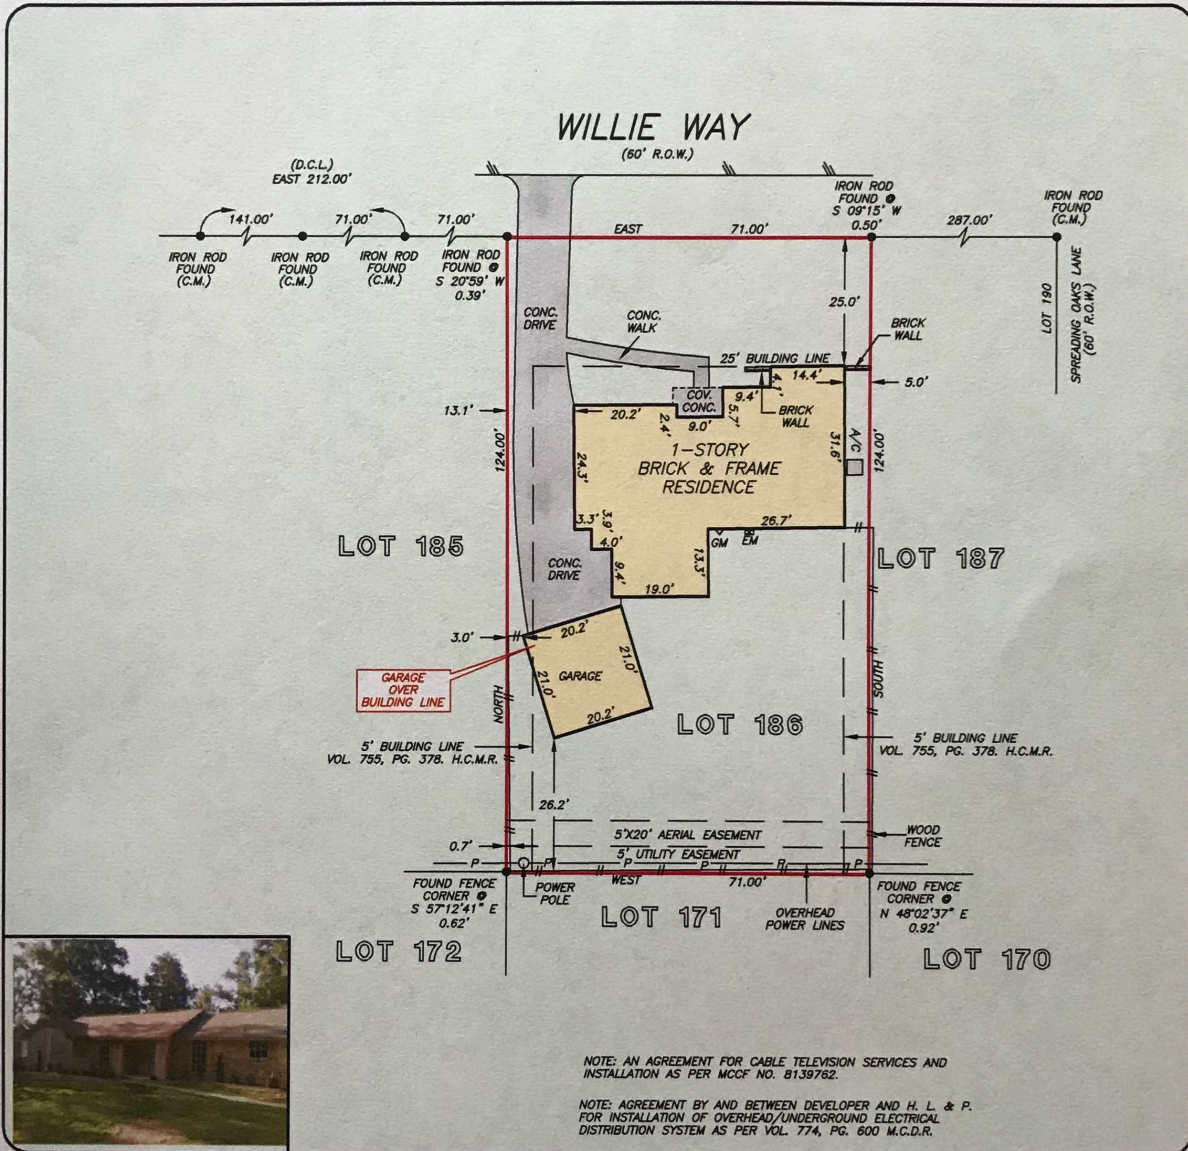 WILLIE WAY
(60' R.O.W.)
(D.C.L.)
EAST 212.00'
141.00'
71.00'
71.00'
IRON ROD
FOUND
(C.M.)
IRON ROD
FOUND
(C.M.)
IRON ROD
FOUND
(C.M.)
IRON ROD
FOUND @
S 20°59' W
0.39'
EAST
71.00'
IRON ROD
FOUND @
S 09°15' W
0.50'
287.00'
IRON ROD
FOUND
(C.M.)
LOT 190
SPREADING OAKS LANE
(60' R.O.W.)
25.0'
CONC.
DRIVE
CONC.
WALK
BRICK
WALL
25' BUILDING LINE
14.4'
4.1'
5.0'
COV.
CONC.
9.4'
BRICK
WALL
13.1'
20.2'
2.4'
9.0'
5.7'
124.00'
24.3'
1-STORY
BRICK & FRAME
RESIDENCE
31.6'
A/C
124.00'
3.3'
3.9'
4.0'
26.7'
GM
EM
LOT 185
LOT 187
CONC.
DRIVE
9.4'
13.3'
19.0'
3.0'
20.2'
21.0'
21.0'
GARAGE
20.2'
GARAGE
OVER
BUILDING LINE
NORTH
SOUTH
LOT 186
5' BUILDING LINE
VOL. 755, PG. 378. H.C.M.R.
5' BUILDING LINE
VOL. 755, PG. 378. H.C.M.R.
26.2'
5'X20' AERIAL EASEMENT
WOOD
FENCE
0.7'
5' UTILITY EASEMENT
P P P P P P
WEST
71.00'
FOUND FENCE
CORNER @
S 57°12'41" E
0.62'
POWER
POLE
LOT 171
OVERHEAD
POWER LINES
FOUND FENCE
CORNER @
N 48°02'37" E
0.92'
LOT 172
LOT 170
NOTE: AN AGREEMENT FOR CABLE TELEVISION SERVICES AND
INSTALLATION AS PER MCCF NO. 8139762.
NOTE: AGREEMENT BY AND BETWEEN DEVELOPER AND H. L. & P.
FOR INSTALLATION OF OVERHEAD/UNDERGROUND ELECTRICAL
DISTRIBUTION SYSTEM AS PER VOL. 774, PG. 600 M.C.D.R.